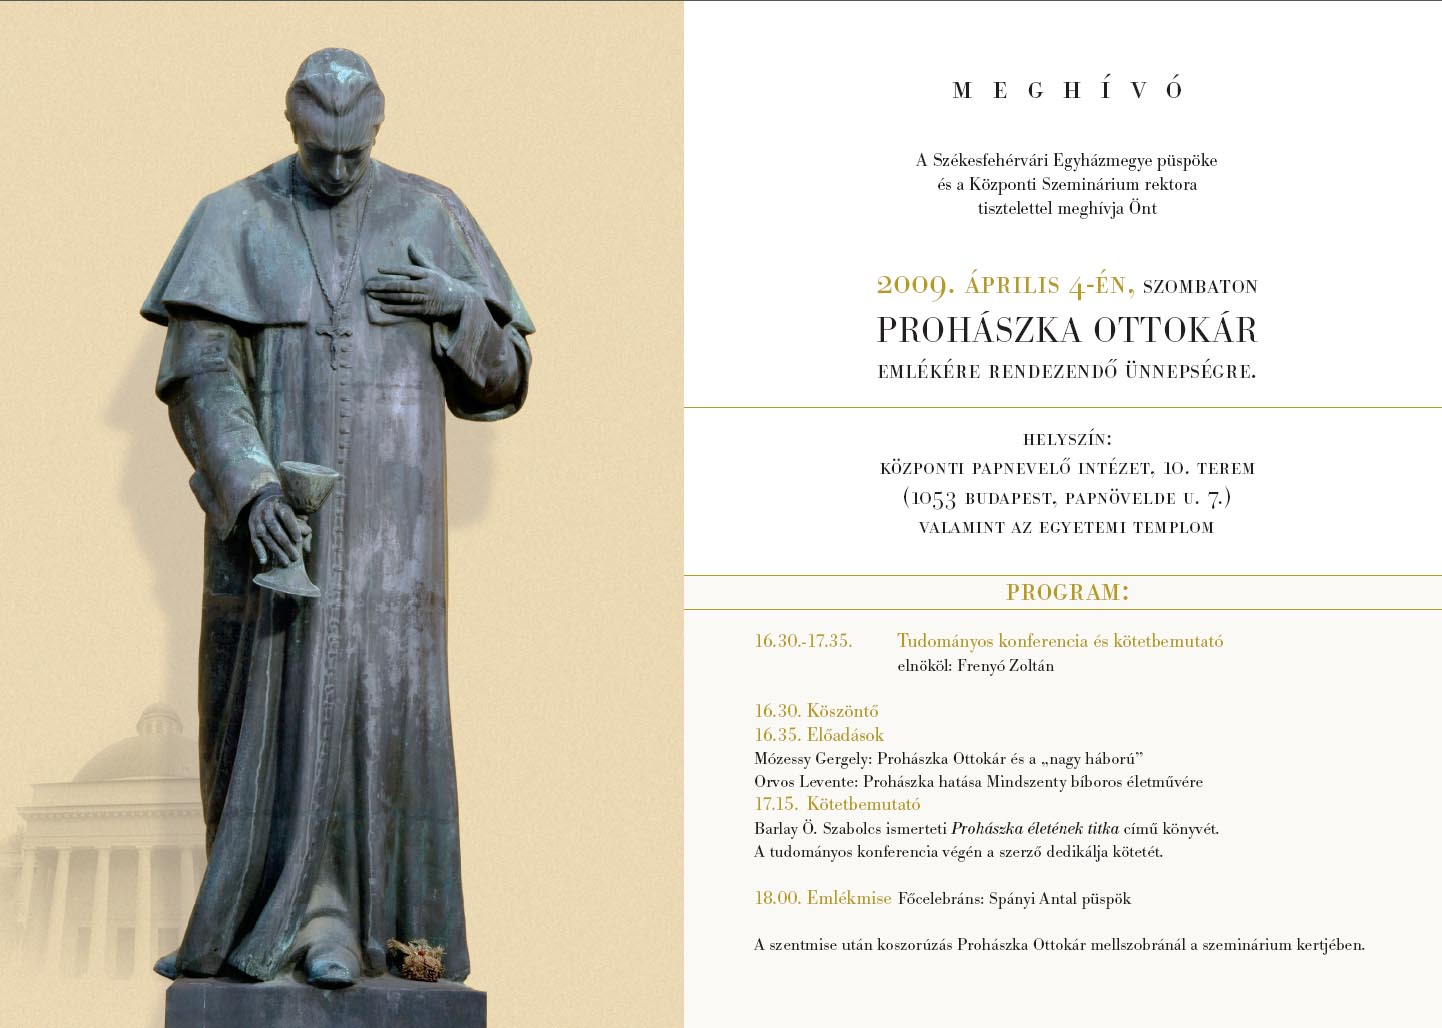 MEGHÍVÓ
A Székesfehérvári Egyházmegye püspöke
és a Központi Szeminárium rektora
tisztelettel meghívja Önt
2009. ÁPRILIS 4-ÉN, SZOMBATON
PROHÁSZKA OTTOKÁR
EMLÉKÉRE RENDEZENDŐ ÜNNEPSÉGRE.
HELYSZÍN:
KÖZPONTI PAPNEVELŐ INTÉZET, 10. TEREM
(1053 BUDAPEST, PAPNÖVELDE U. 7.)
VALAMINT AZ EGYETEMI TEMPLOM
PROGRAM:
16.30.-17.35. Tudományos konferencia és kötetbemutató
elnököl: Frenyó Zoltán
16.30. Köszöntő
16.35. Előadások
Mózessy Gergely: Prohászka Ottokár és a „nagy háború”
Orvos Levente: Prohászka hatása Mindszenty bíboros életművére
17.15. Kötetbemutató
Barlay Ö. Szabolcs ismerteti Prohászka életének titka című könyvét.
A tudományos konferencia végén a szerző dedikálja kötetét.
18.00. Emlékmise Főcelebráns: Spányi Antal püspök
A szentmise után koszorúzás Prohászka Ottokár mellszobránál a szeminárium kertjében.